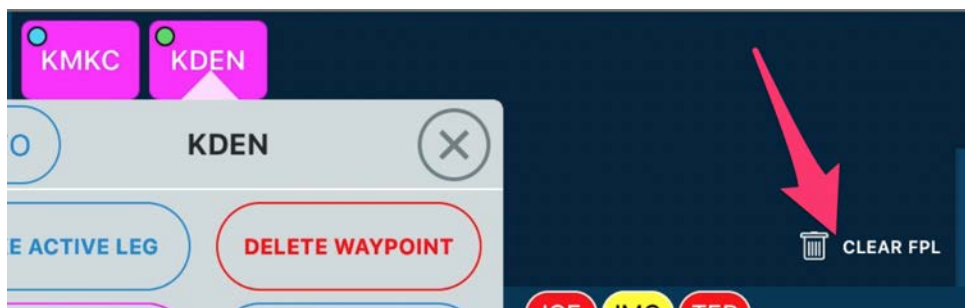 KMKC KDEN
KDEN
ACTIVE LEG DELETE WAYPOINT
CLEAR FPL